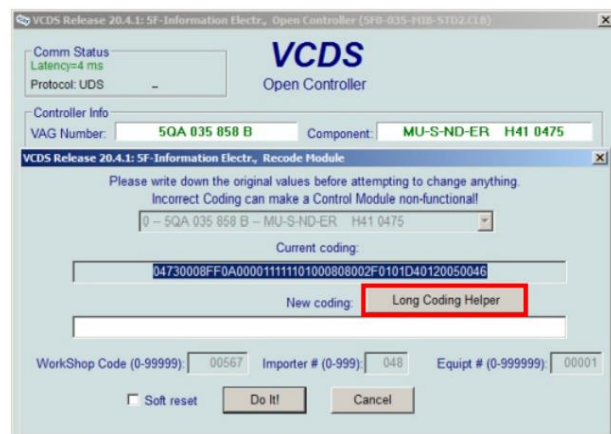 VCDS Release 20.4.1: 5F-Information Electr., Open Controller (5F0-035-MIB-STD2.CLB)
Comm Status
Latency=4 ms
Protocol: UDS –
VCDS
Open Controller
Controller Info
VAG Number: 5QA 035 858 B Component: MU-S-ND-ER H41 0475
VCDS Release 20.4.1: 5F-Information Electr., Recode Module
Please write down the original values before attempting to change anything.
Incorrect Coding can make a Control Module non-functional!
0 -- 5QA 035 858 B -- MU-S-ND-ER H41 0475
Current coding:
04730008FF0A00001111101000808002F0101D40120050046
New coding: Long Coding Helper
WorkShop Code (0-99999): 00567 Importer # (0-999): 048 Equipt # (0-999999): 00001
Soft reset Do It! Cancel